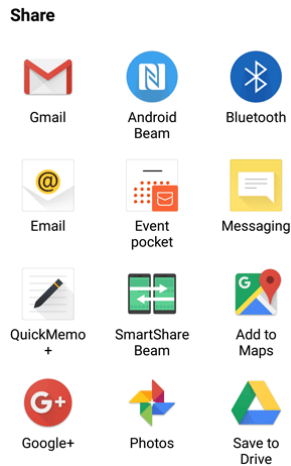 Share
Gmail
Android
Beam
Bluetooth
@
Email
Event
pocket
Messaging
QuickMemo
+
SmartShare
Beam
G
Add to
Maps
G+
Google+
Photos
Save to
Drive